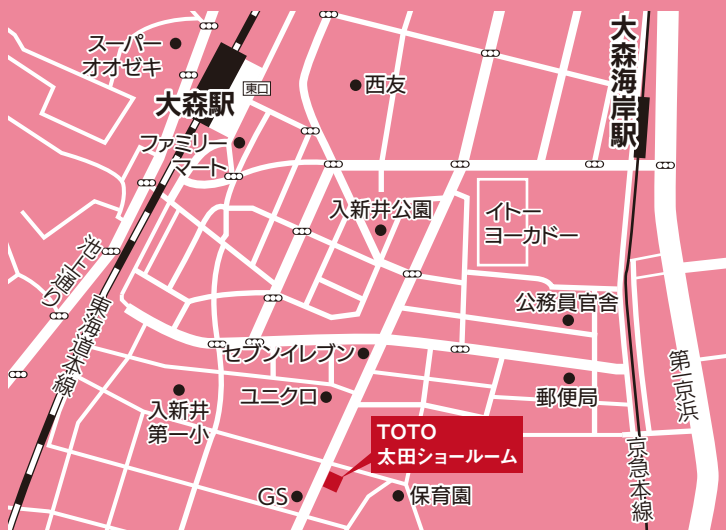 スーパー
オオゼキ
大森駅
東口
西友
大森海岸駅
ファミリー
マート
入新井公園
イトー
ヨーカドー
池上通り
東海道本線
公務員官舎
セブンイレブン
ユニクロ
入新井
第一小
郵便局
第一京浜
TOTO
太田ショールーム
GS
保育園
京急本線